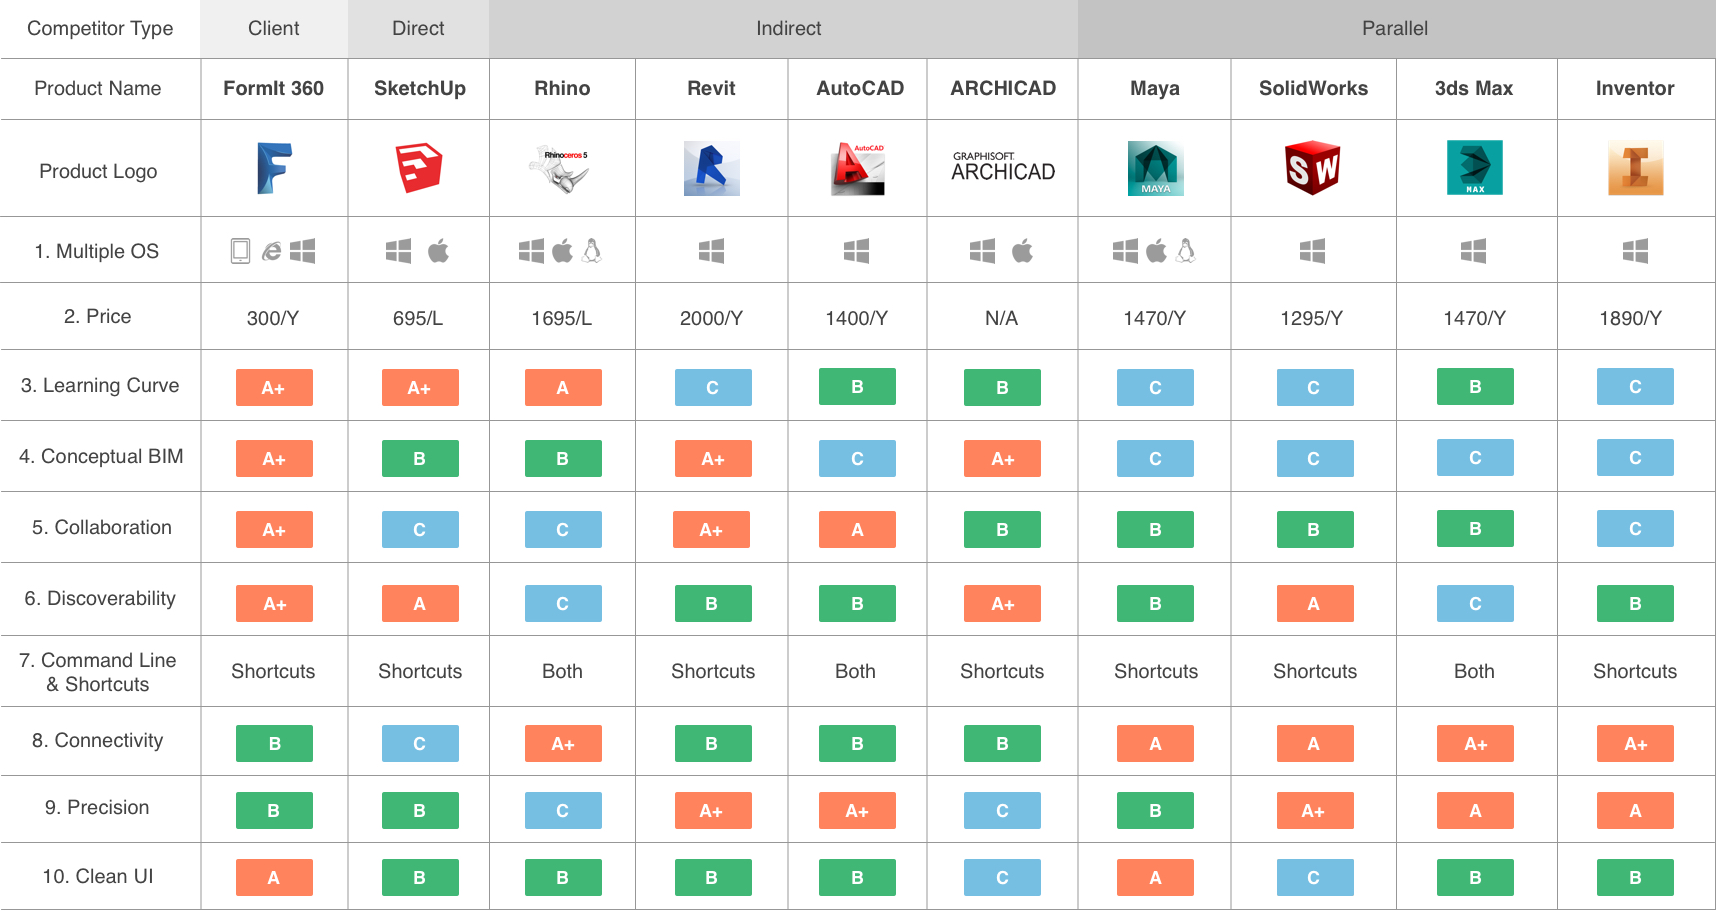 Competitor Type Client Direct Indirect Parallel
Product Name FormIt 360 SketchUp Rhino Revit AutoCAD ARCHICAD Maya SolidWorks 3ds Max Inventor
Product Logo F Rhinoceros 5 R A AutoCAD GRAPHISOFT. ARCHICAD MAYA SW MAX I
1. Multiple OS
2. Price 300/Y 695/L 1695/L 2000/Y 1400/Y N/A 1470/Y 1295/Y 1470/Y 1890/Y
3. Learning Curve A+ A+ A C B B C C B C
4. Conceptual BIM A+ B B A+ C A+ C C C C
5. Collaboration A+ C C A+ A B B B B C
6. Discoverability A+ A C B B A+ B A C B
7. Command Line
& Shortcuts Shortcuts Shortcuts Both Shortcuts Both Shortcuts Shortcuts Shortcuts Both Shortcuts
8. Connectivity B C A+ B B B A A A+ A+
9. Precision B B C A+ A+ C B A+ A A
10. Clean UI A B B B B C A C B B